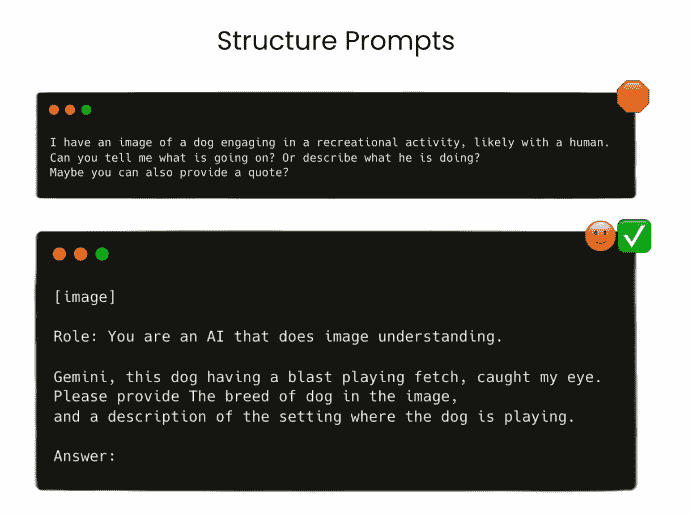 Structure Prompts
I have an image of a dog engaging in a recreational activity, likely with a human.
Can you tell me what is going on? Or describe what he is doing?
Maybe you can also provide a quote?
[image]
Role: You are an AI that does image understanding.
Gemini, this dog having a blast playing fetch, caught my eye.
Please provide The breed of dog in the image,
and a description of the setting where the dog is playing.
Answer: